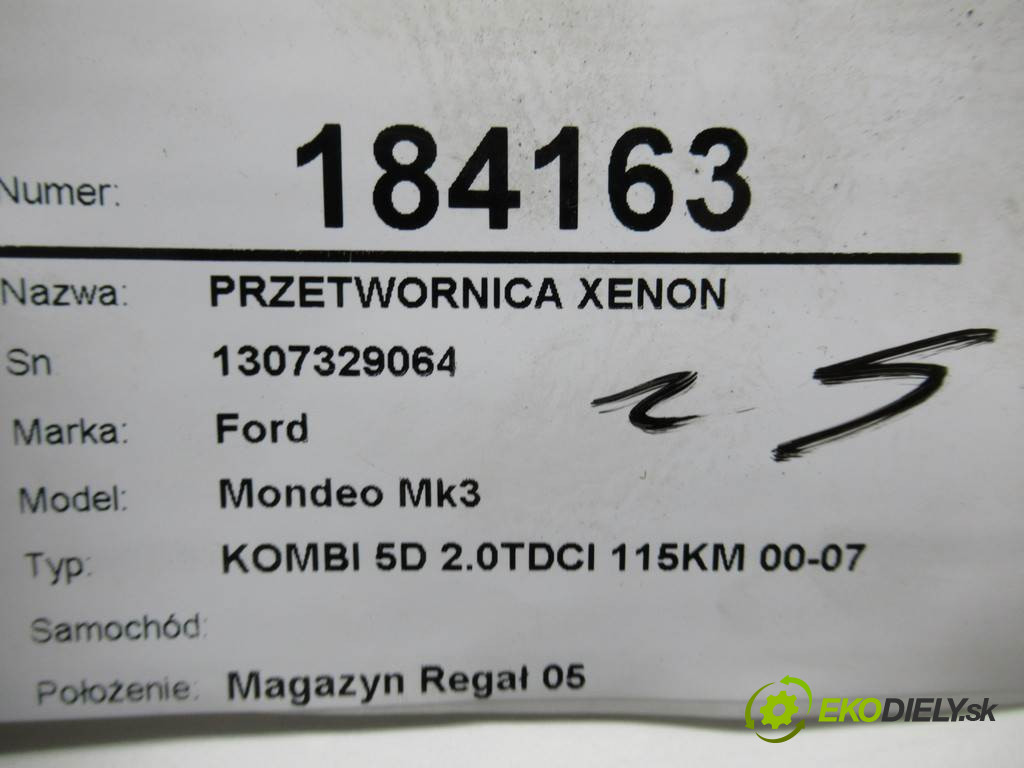 Numer: 184163
Nazwa: PRZETWORNICA XENON
Sn 1307329064
Marka: Ford
Model: Mondeo Mk3
Typ: KOMBI 5D 2.0TDCI 115KM 00-07
Samochód:
Położenie: Magazyn Regał 05
EKODIELY.sk